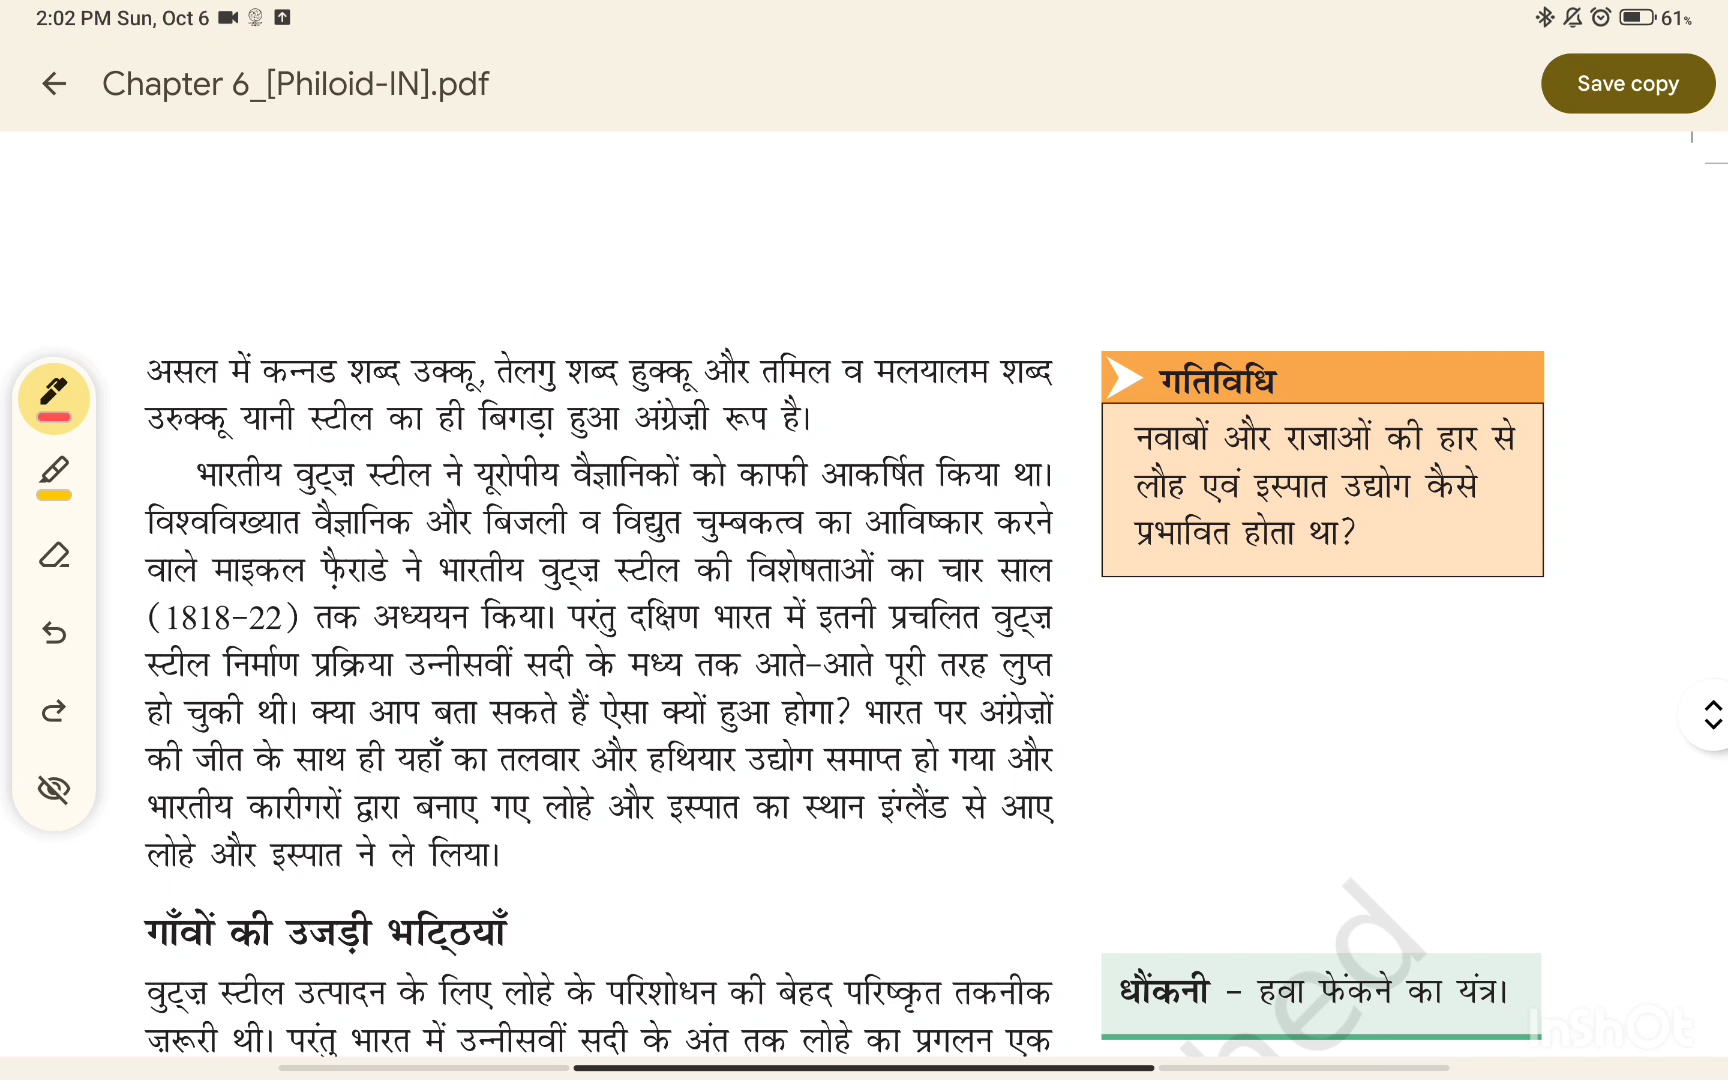 2:02 PM Sun, Oct 6
61%
Chapter 6_[Philoid-IN].pdf
Save copy
असल में कन्नड शब्द उक्कू, तेलगु शब्द हुक्कू और तमिल व मलयालम शब्द
उरुक्कू यानी स्टील का ही बिगड़ा हुआ अंग्रेज़ी रूप है।
भारतीय वुट्ज़ स्टील ने यूरोपीय वैज्ञानिकों को काफी आकर्षित किया था।
विश्वविख्यात वैज्ञानिक और बिजली व विद्युत चुम्बकत्व का आविष्कार करने
वाले माइकल फ़ैराडे ने भारतीय वुट्ज़ स्टील की विशेषताओं का चार साल
(1818-22) तक अध्ययन किया। परंतु दक्षिण भारत में इतनी प्रचलित वुट्ज़
स्टील निर्माण प्रक्रिया उन्नीसवीं सदी के मध्य तक आते-आते पूरी तरह लुप्त
हो चुकी थी। क्या आप बता सकते हैं ऐसा क्यों हुआ होगा? भारत पर अंग्रेज़ों
की जीत के साथ ही यहाँ का तलवार और हथियार उद्योग समाप्त हो गया और
भारतीय कारीगरों द्वारा बनाए गए लोहे और इस्पात का स्थान इंग्लैंड से आए
लोहे और इस्पात ने ले लिया।
गाँवों की उजड़ी भट्ठियाँ
वुट्ज़ स्टील उत्पादन के लिए लोहे के परिशोधन की बेहद परिष्कृत तकनीक
ज़रूरी थी। परंतु भारत में उन्नीसवीं सदी के अंत तक लोहे का प्रगलन एक
गतिविधि
नवाबों और राजाओं की हार से
लौह एवं इस्पात उद्योग कैसे
प्रभावित होता था?
धौंकनी – हवा फेंकने का यंत्र।
hed
InShOt